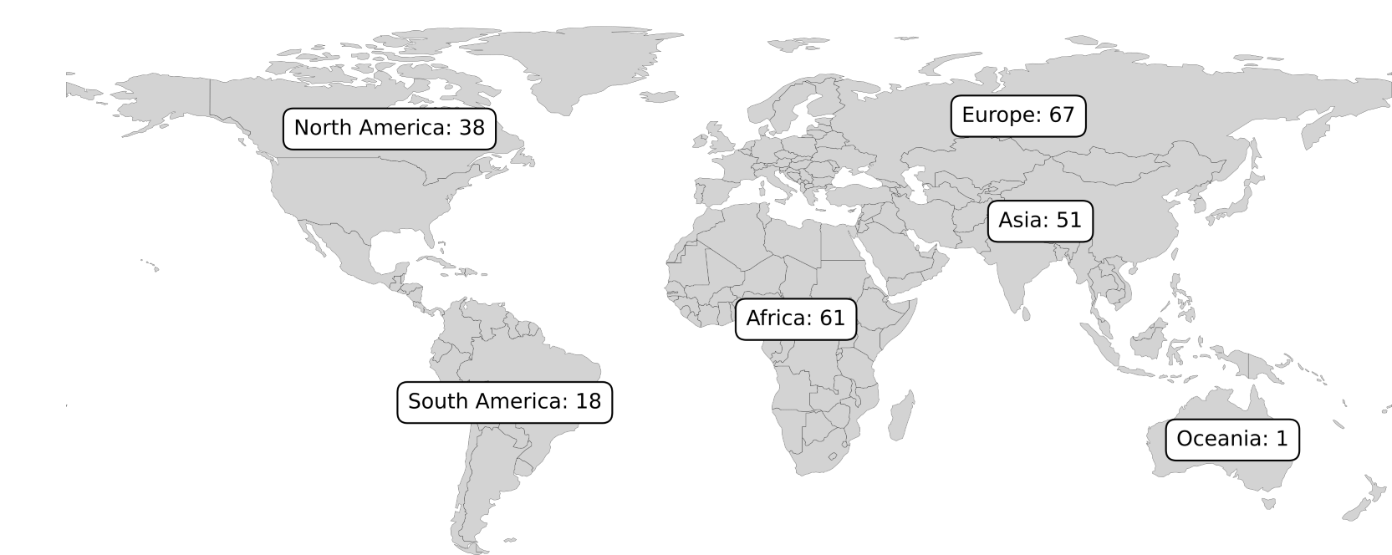 Europe: 67
North America: 38
Asia: 51
Africa: 61
South America: 18
Oceania: 1